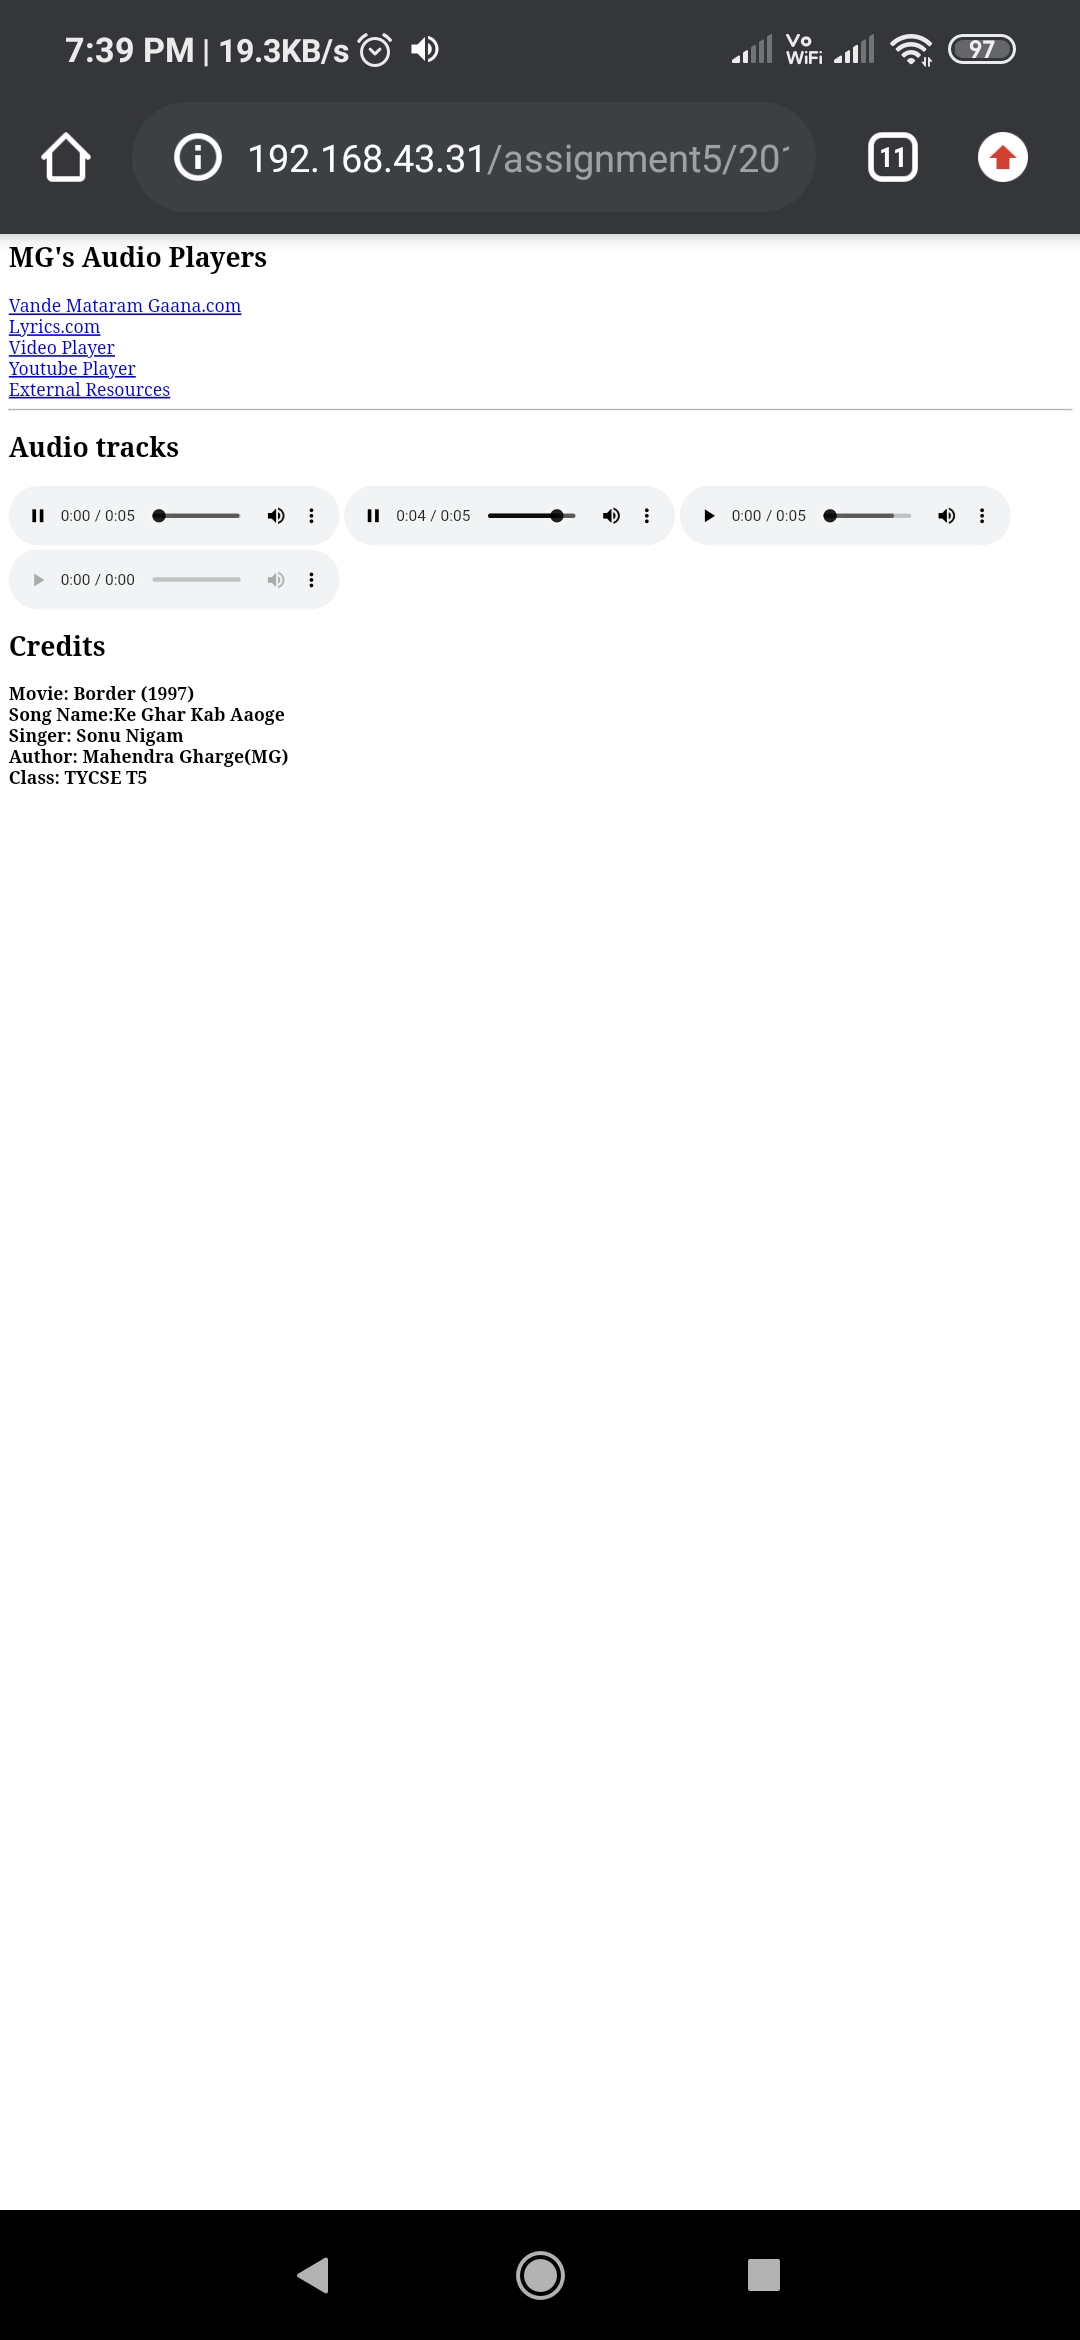 7:39 PM | 19.3KB/s Vo WiFi 97
192.168.43.31/assignment5/20 11
MG's Audio Players
Vande Mataram Gaana.com
Lyrics.com
Video Player
Youtube Player
External Resources
Audio tracks
0:00 / 0:05 0:04 / 0:05 0:00 / 0:05
0:00 / 0:00
Credits
Movie: Border (1997)
Song Name:Ke Ghar Kab Aaoge
Singer: Sonu Nigam
Author: Mahendra Gharge(MG)
Class: TYCSE T5